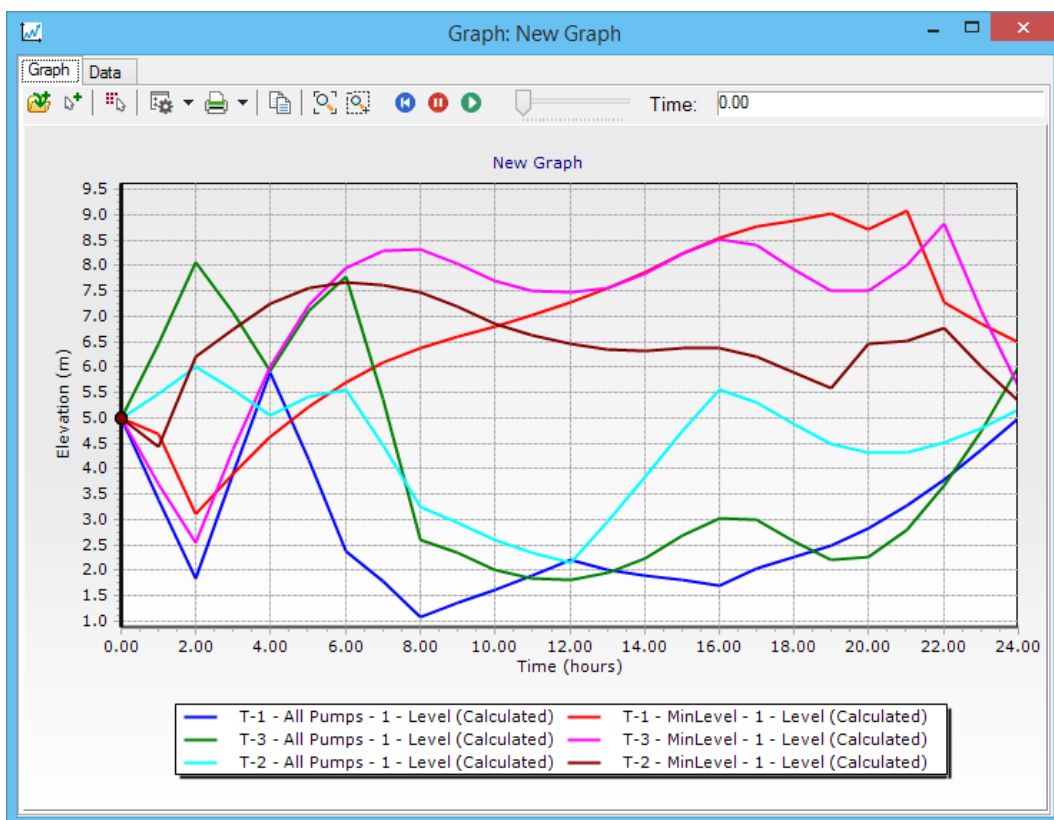 Graph: New Graph
Graph Data
Time: 0.00
New Graph
9.5
9.0
8.5
8.0
7.5
7.0
6.5
6.0
5.5
5.0
4.5
4.0
3.5
3.0
2.5
2.0
1.5
1.0
Elevation (m)
0.00 2.00 4.00 6.00 8.00 10.00 12.00 14.00 16.00 18.00 20.00 22.00 24.00
Time (hours)
T-1 - All Pumps - 1 - Level (Calculated) T-1 - MinLevel - 1 - Level (Calculated)
T-3 - All Pumps - 1 - Level (Calculated) T-3 - MinLevel - 1 - Level (Calculated)
T-2 - All Pumps - 1 - Level (Calculated) T-2 - MinLevel - 1 - Level (Calculated)